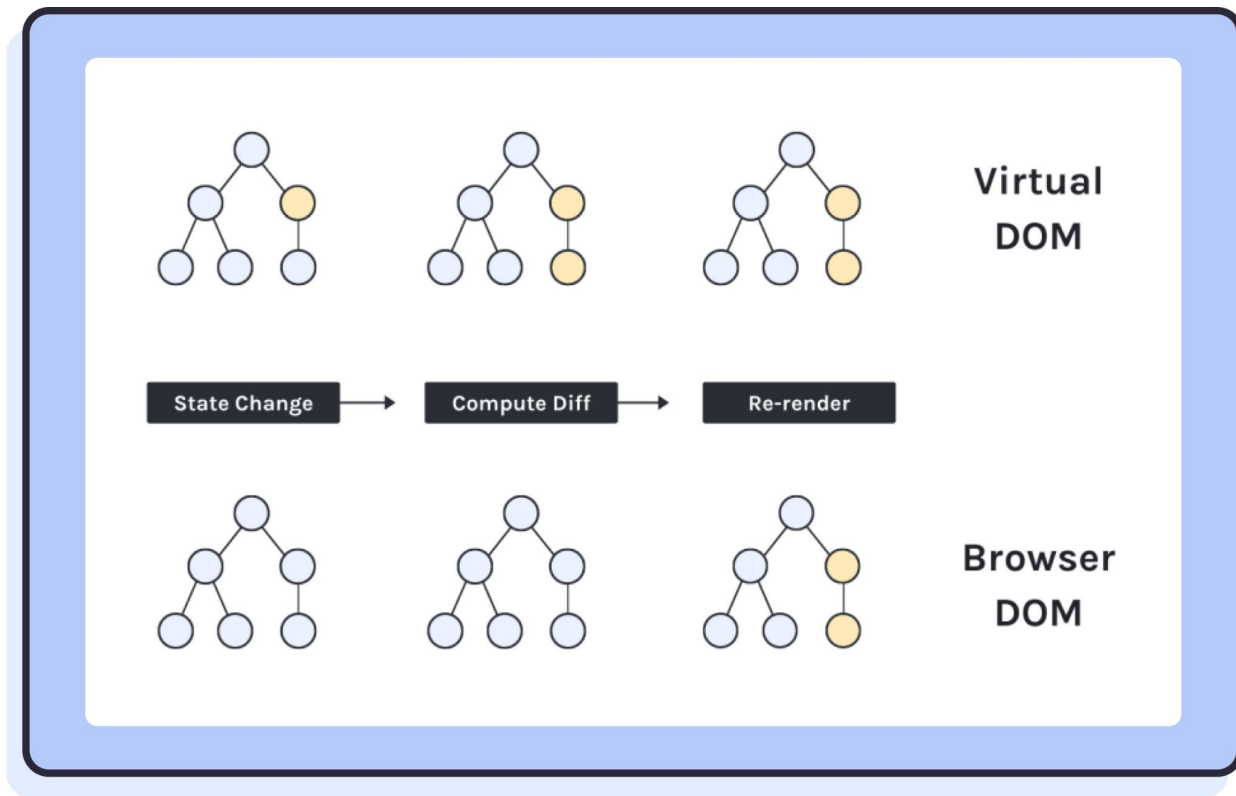 Virtual
DOM
State Change
Compute Diff
Re-render
Browser
DOM